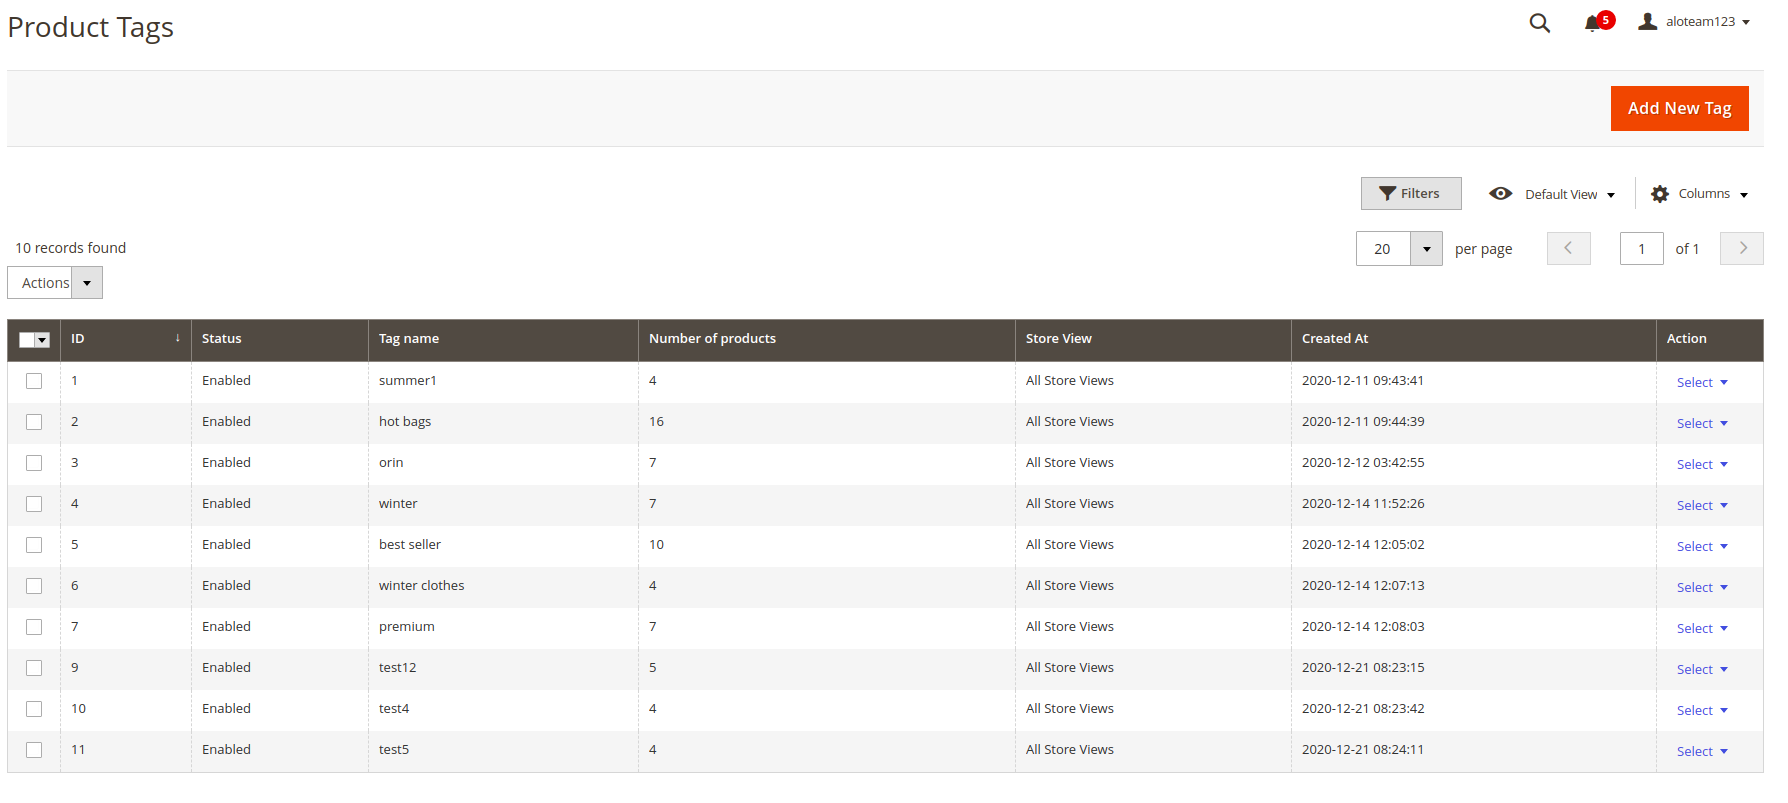 Product Tags
5
aloteam123
Add New Tag
Filters
Default View
Columns
10 records found
20 per page 1 of 1
Actions
ID ↓ Status Tag name Number of products Store View Created At Action
1 Enabled summer1 4 All Store Views 2020-12-11 09:43:41 Select
2 Enabled hot bags 16 All Store Views 2020-12-11 09:44:39 Select
3 Enabled orin 7 All Store Views 2020-12-12 03:42:55 Select
4 Enabled winter 7 All Store Views 2020-12-14 11:52:26 Select
5 Enabled best seller 10 All Store Views 2020-12-14 12:05:02 Select
6 Enabled winter clothes 4 All Store Views 2020-12-14 12:07:13 Select
7 Enabled premium 7 All Store Views 2020-12-14 12:08:03 Select
9 Enabled test12 5 All Store Views 2020-12-21 08:23:15 Select
10 Enabled test4 4 All Store Views 2020-12-21 08:23:42 Select
11 Enabled test5 4 All Store Views 2020-12-21 08:24:11 Select